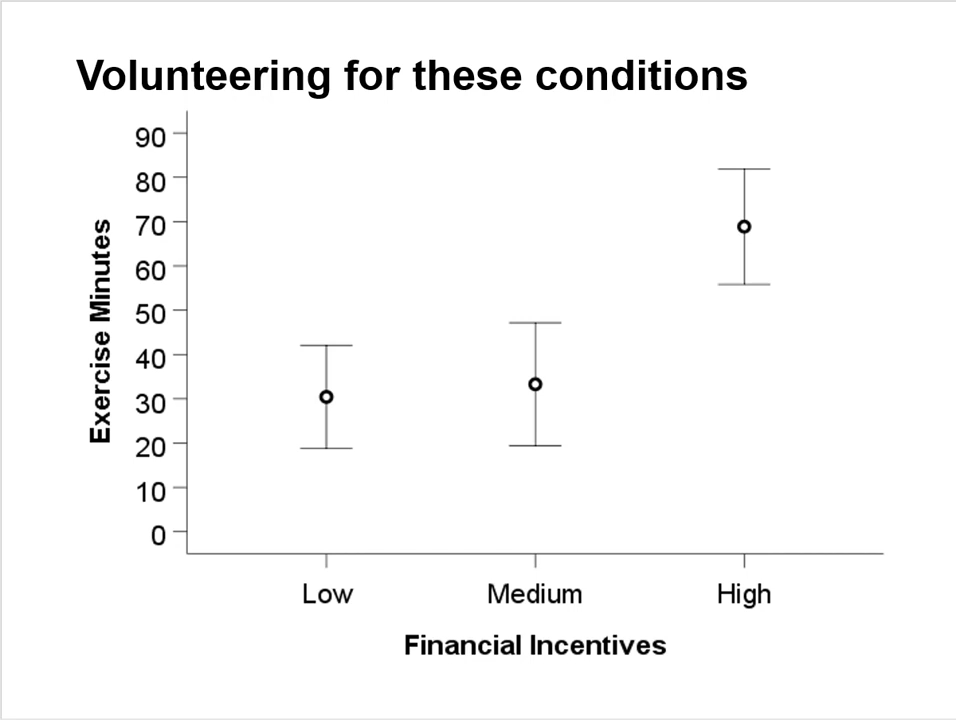 Volunteering for these conditions
90
80
70
60
50
40
30
20
10
0
Exercise Minutes
Low Medium High
Financial Incentives